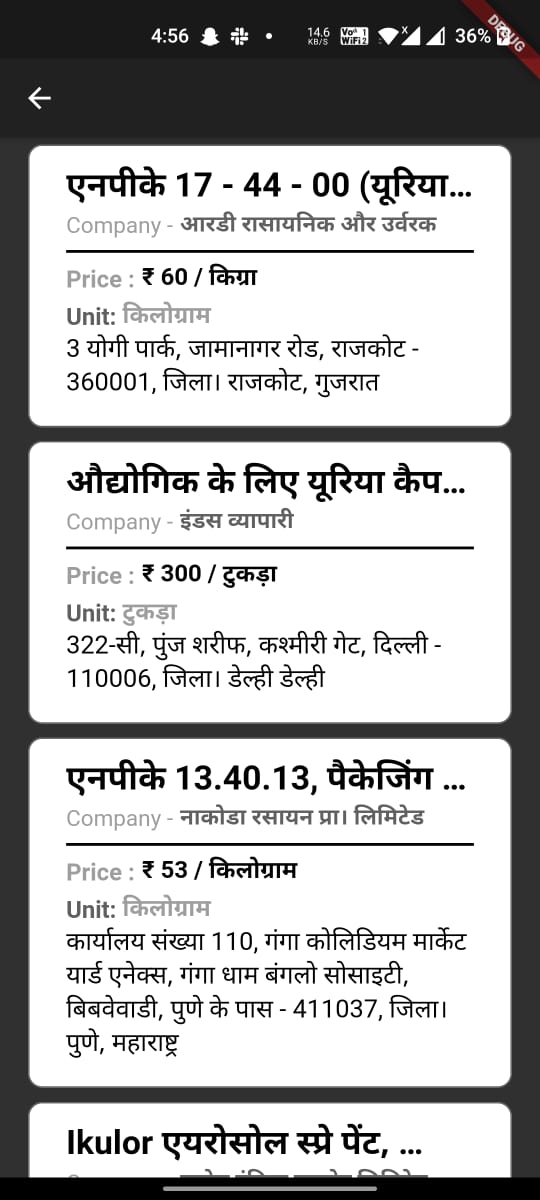 4:56
14.6
KB/S
Vo 1
WiFi 2
36%
DEBUG
एनपीके 17 - 44 - 00 (यूरिया...
Company - आरडी रासायनिक और उर्वरक
Price : ₹ 60 / किग्रा
Unit: किलोग्राम
3 योगी पार्क, जामानागर रोड, राजकोट -
360001, जिला। राजकोट, गुजरात
औद्योगिक के लिए यूरिया कैप...
Company - इंडस व्यापारी
Price : ₹ 300 / टुकड़ा
Unit: टुकड़ा
322-सी, पुंज शरीफ, कश्मीरी गेट, दिल्ली -
110006, जिला। डेल्ही डेल्ही
एनपीके 13.40.13, पैकेजिंग ...
Company - नाकोडा रसायन प्रा। लिमिटेड
Price : ₹ 53 / किलोग्राम
Unit: किलोग्राम
कार्यालय संख्या 110, गंगा कोलिडियम मार्केट
यार्ड एनेक्स, गंगा धाम बंगलो सोसाइटी,
बिबवेवाडी, पुणे के पास - 411037, जिला।
पुणे, महाराष्ट्र
Ikulor एयरोसोल स्प्रे पेंट, ...